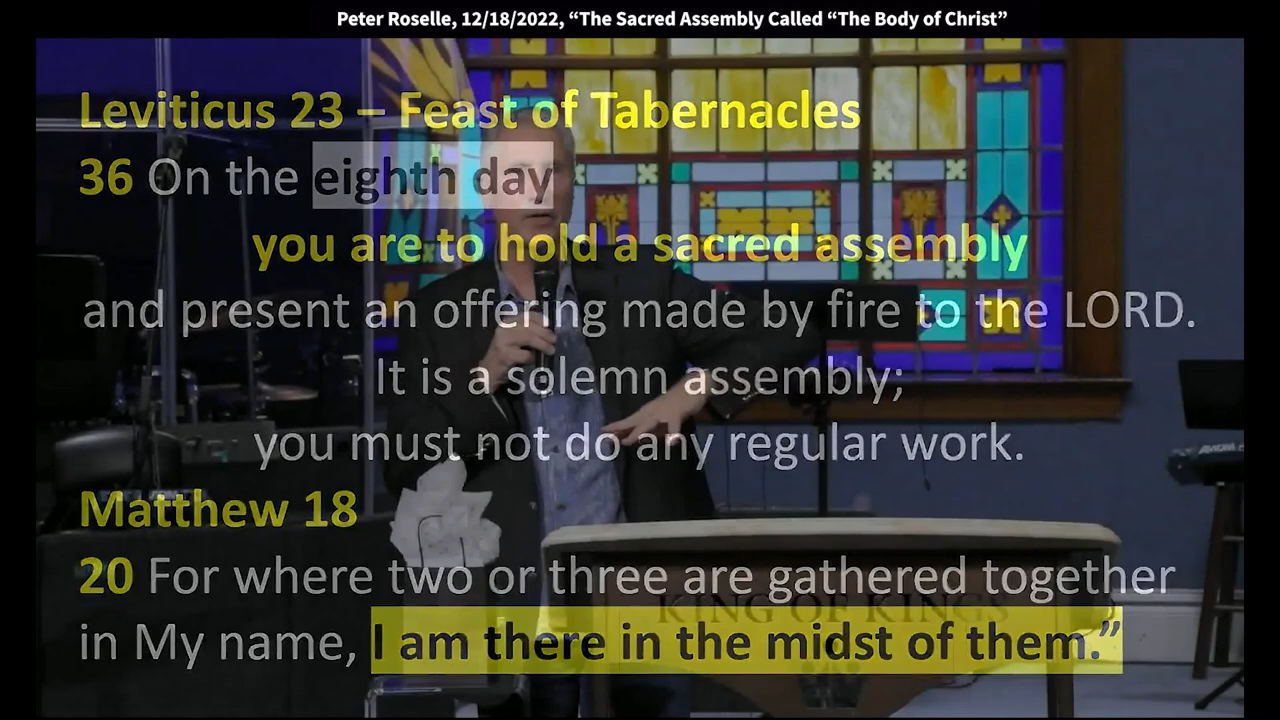 Peter Roselle, 12/18/2022, “The Sacred Assembly Called “The Body of Christ”
Leviticus 23 – Feast of Tabernacles
36 On the eighth day
you are to hold a sacred assembly
and present an offering made by fire to the LORD.
It is a solemn assembly;
you must not do any regular work.
Matthew 18
20 For where two or three are gathered together
KING OF KINGS
in My name, I am there in the midst of them.”